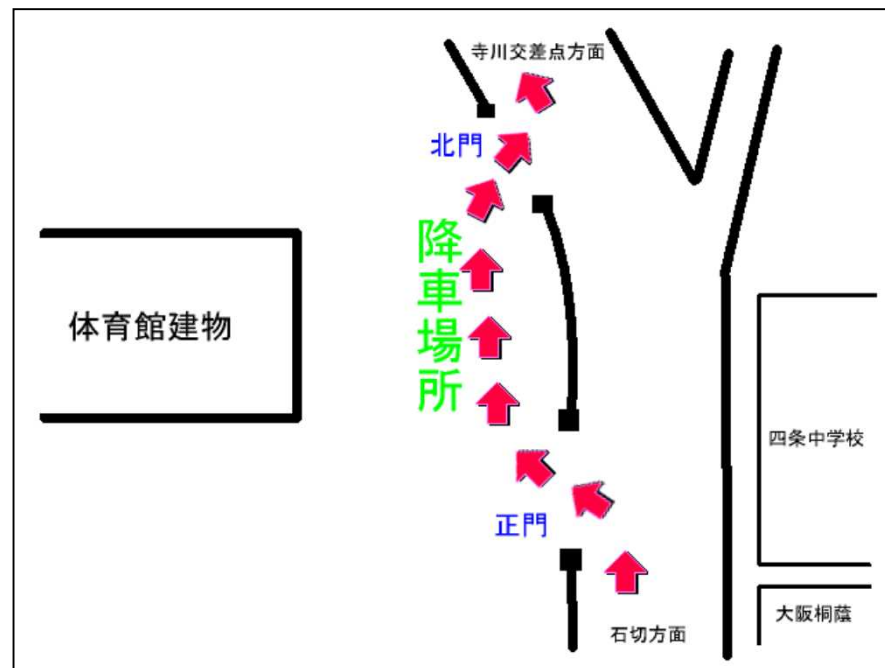 寺川交差点方面
北門
降車場所
体育館建物
四条中学校
正門
大阪桐蔭
石切方面